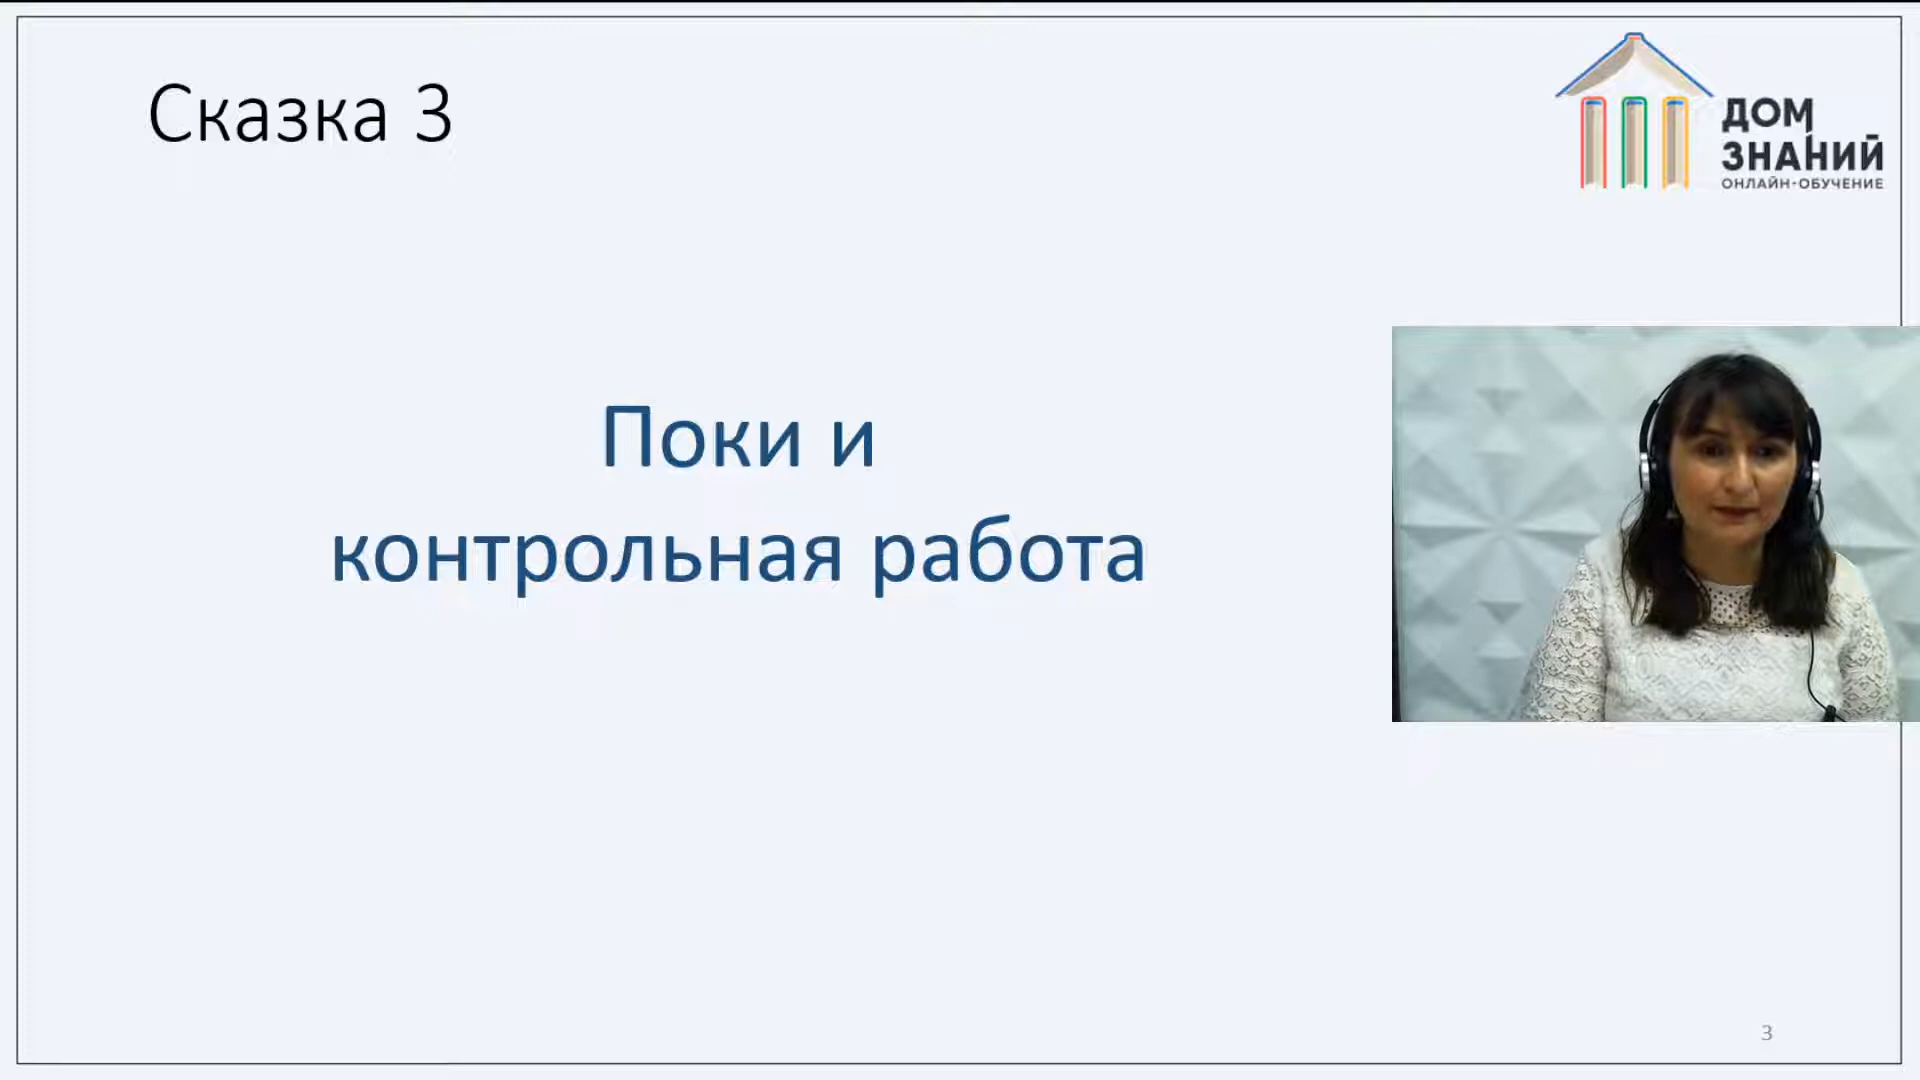 Сказка 3
ДОМ
ЗНАНИЙ
ОНЛАЙН-ОБУЧЕНИЕ
Поки и
контрольная работа
3